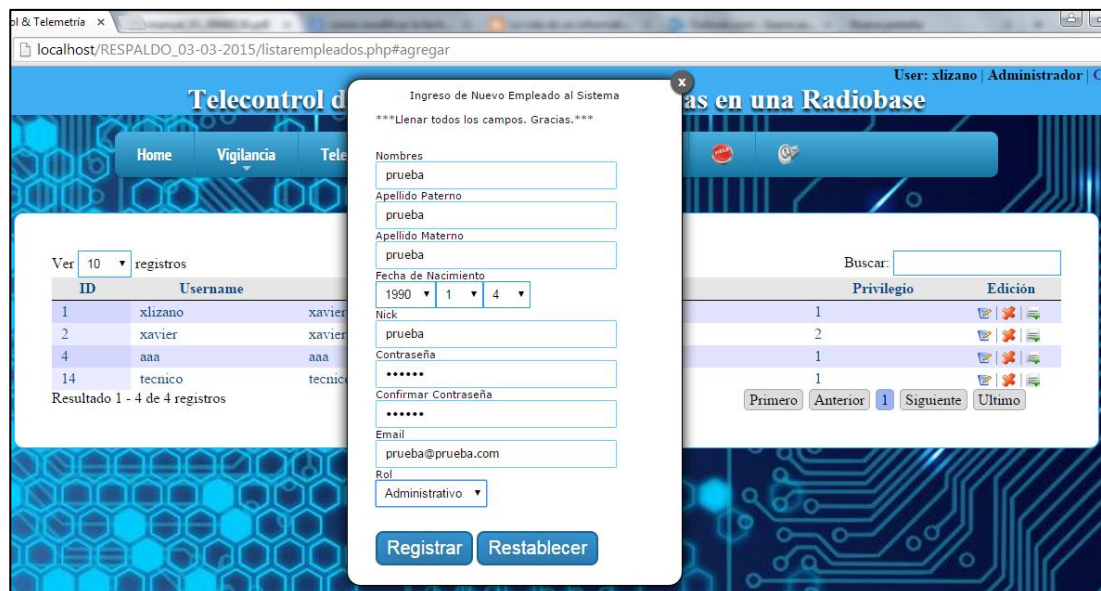 ol & Telemetría ×
localhost/RESPALDO_03-03-2015/listarempleados.php#agregar
User: xlizano | Administrador |
Telecontrol d as en una Radiobase
Home Vigilancia Tele HELP
x
Ingreso de Nuevo Empleado al Sistema
***Llenar todos los campos. Gracias.***
Nombres
prueba
Apellido Paterno
prueba
Apellido Materno
prueba
Fecha de Nacimiento
1990 1 4
Nick
prueba
Contraseña
••••••
Confirmar Contraseña
••••••
Email
prueba@prueba.com
Rol
Administrativo
Registrar Restablecer
Ver 10 registros Buscar:
ID Username Privilegio Edición
1 xlizano xavier 1
2 xavier xavier 2
4 aaa aaa 1
14 tecnico tecnico 1
Resultado 1 - 4 de 4 registros Primero Anterior 1 Siguiente Ultimo